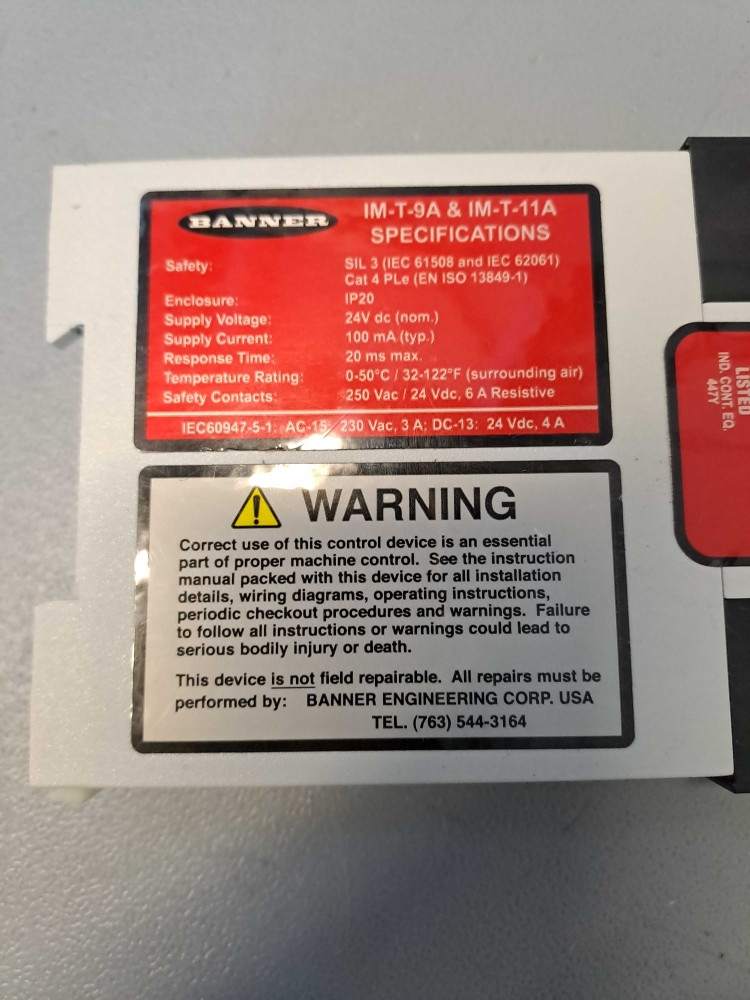 BANNER
IM-T-9A & IM-T-11A
SPECIFICATIONS
Safety: SIL 3 (IEC 61508 and IEC 62061)
Cat 4 PLe (EN ISO 13849-1)
Enclosure: IP20
Supply Voltage: 24V dc (nom.)
Supply Current: 100 mA (typ.)
Response Time: 20 ms max.
Temperature Rating: 0-50°C / 32-122°F (surrounding air)
Safety Contacts: 250 Vac / 24 Vdc, 6 A Resistive
IEC60947-5-1: AC-15: 230 Vac, 3 A; DC-13: 24 Vdc, 4 A
WARNING
Correct use of this control device is an essential
part of proper machine control. See the instruction
manual packed with this device for all installation
details, wiring diagrams, operating instructions,
periodic checkout procedures and warnings. Failure
to follow all instructions or warnings could lead to
serious bodily injury or death.
This device is not field repairable. All repairs must be
performed by: BANNER ENGINEERING CORP. USA
TEL. (763) 544-3164
LISTED
IND. CONT. EQ.
447Y